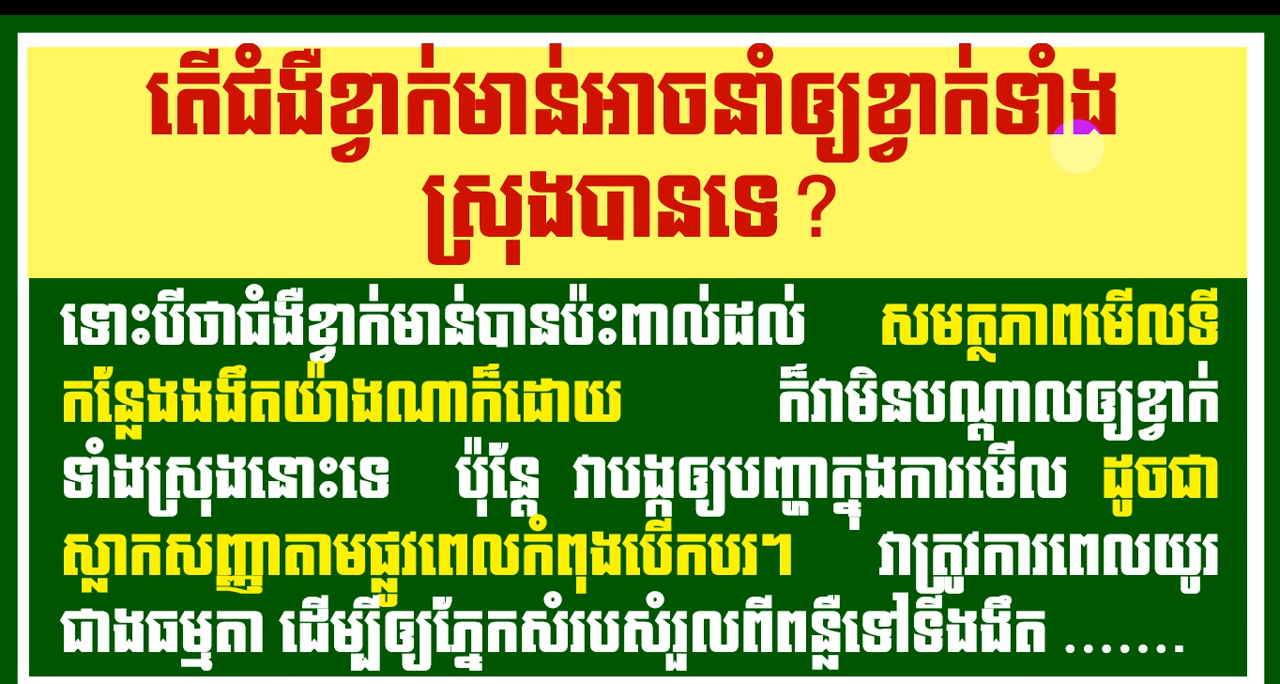 តើជំងឺខ្វាក់មាន់អាចនាំឲ្យខ្វាក់ទាំង
ស្រុងបានទេ ?
ទោះបីថាជំងឺខ្វាក់មាន់បានប៉ះពាល់ដល់ សមត្ថភាពមើលទី
កន្លែងងងឹតយ៉ាងណាក៏ដោយ ក៏វាមិនបណ្តាលឲ្យខ្វាក់
ទាំងស្រុងនោះទេ ប៉ុន្តែ វាបង្កឲ្យបញ្ហាក្នុងការមើល ដូចជា
ស្លាកសញ្ញាតាមផ្លូវពេលកំពុងបើកបរ។ វាត្រូវការពេលយូរ
ជាងធម្មតា ដើម្បីឲ្យភ្នែកសំរបសំរួលពីពន្លឺទៅទីងងឹត .......